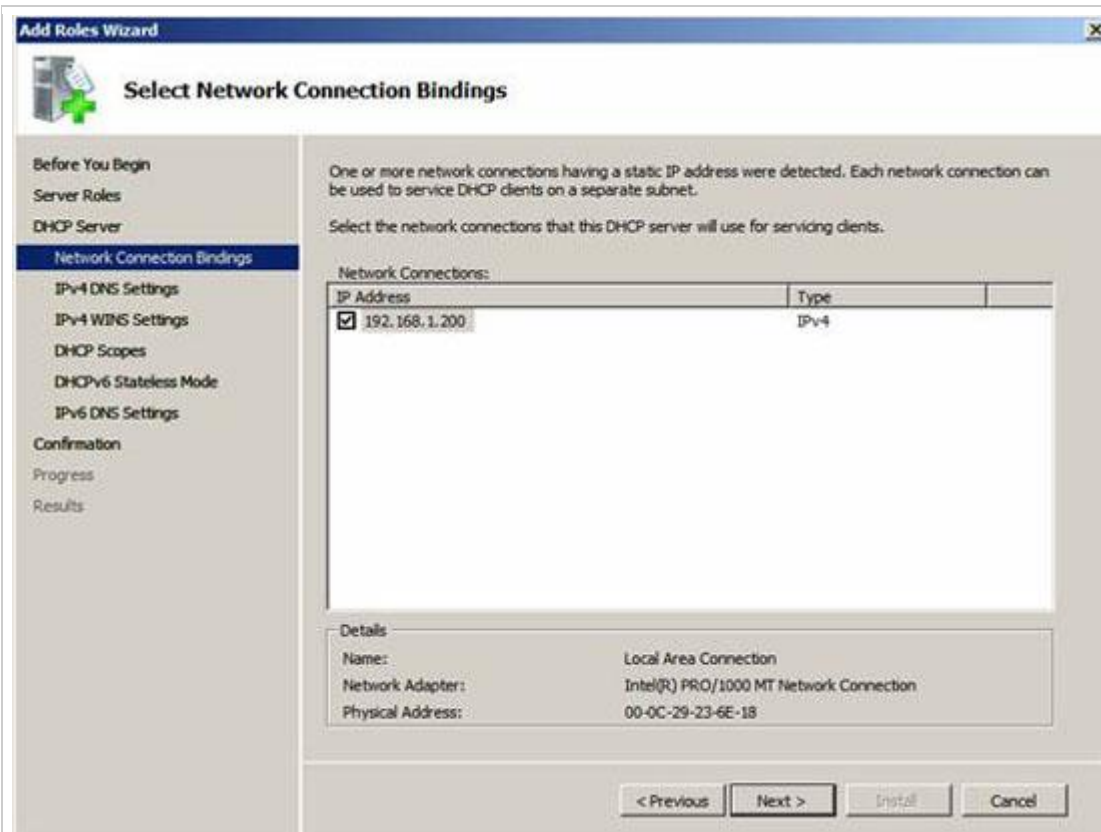 Add Roles Wizard
Select Network Connection Bindings
Before You Begin
Server Roles
DHCP Server
Network Connection Bindings
IPv4 DNS Settings
IPv4 WINS Settings
DHCP Scopes
DHCPv6 Stateless Mode
IPv6 DNS Settings
Confirmation
Progress
Results
One or more network connections having a static IP address were detected. Each network connection can
be used to service DHCP clients on a separate subnet.
Select the network connections that this DHCP server will use for servicing clients.
Network Connections:
IP Address Type
192.168.1.200 IPv4
Details
Name: Local Area Connection
Network Adapter: Intel(R) PRO/1000 MT Network Connection
Physical Address: 00-0C-29-23-6E-18
< Previous Next > Install Cancel